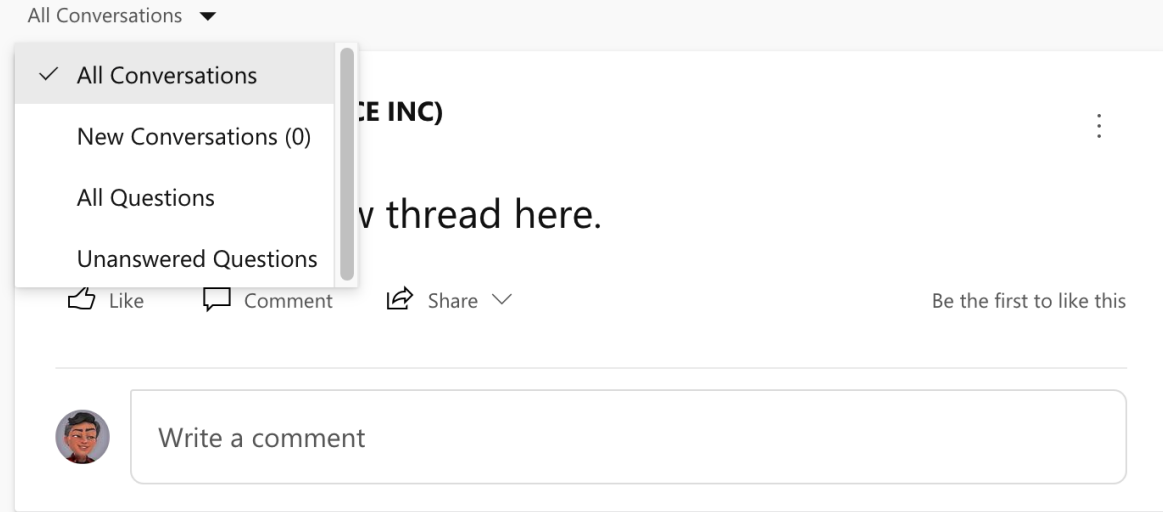 All Conversations
All Conversations
New Conversations (0)
All Questions
Unanswered Questions
INC)
thread here.
Like
Comment
Share
Be the first to like this
Write a comment